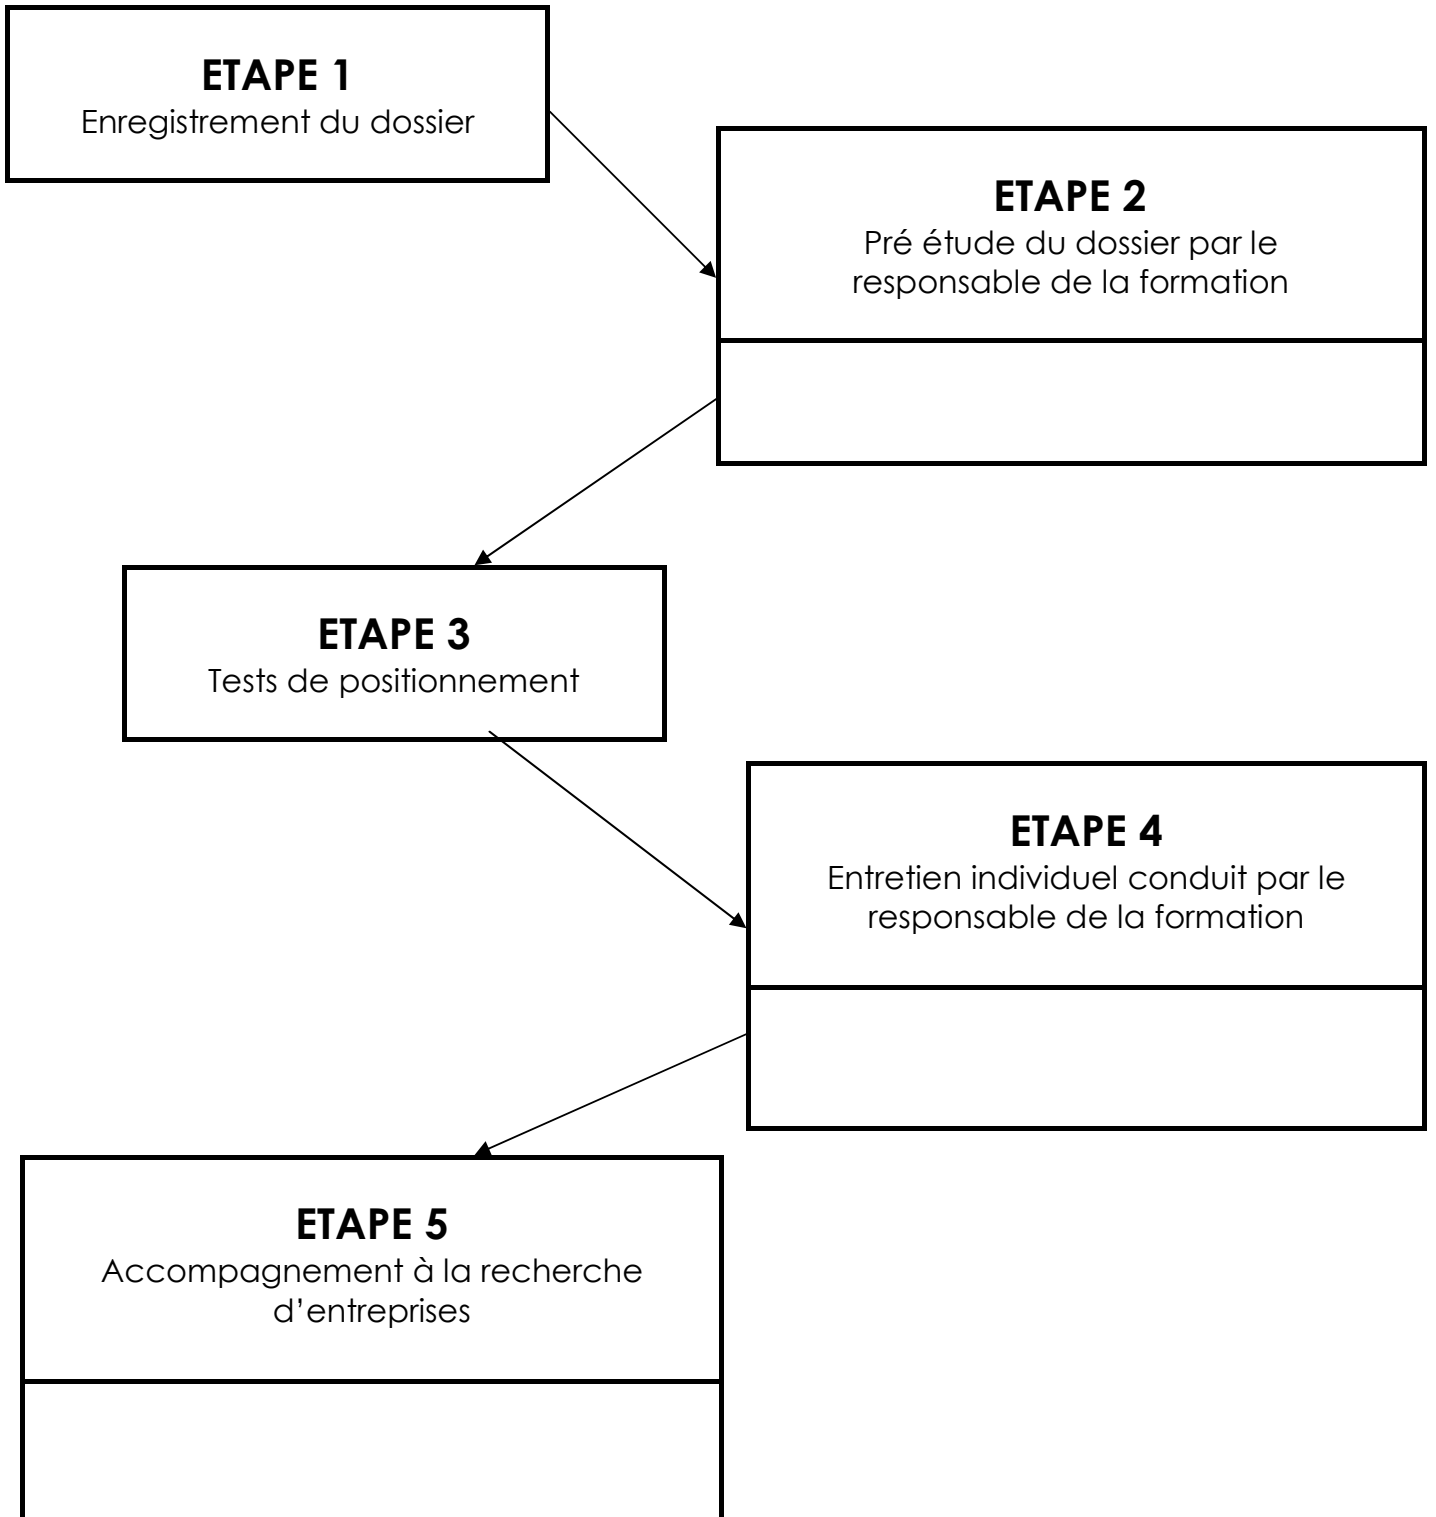 ETAPE 1
Enregistrement du dossier
ETAPE 2
Pré étude du dossier par le
responsable de la formation
ETAPE 3
Tests de positionnement
ETAPE 4
Entretien individuel conduit par le
responsable de la formation
ETAPE 5
Accompagnement à la recherche
d’entreprises